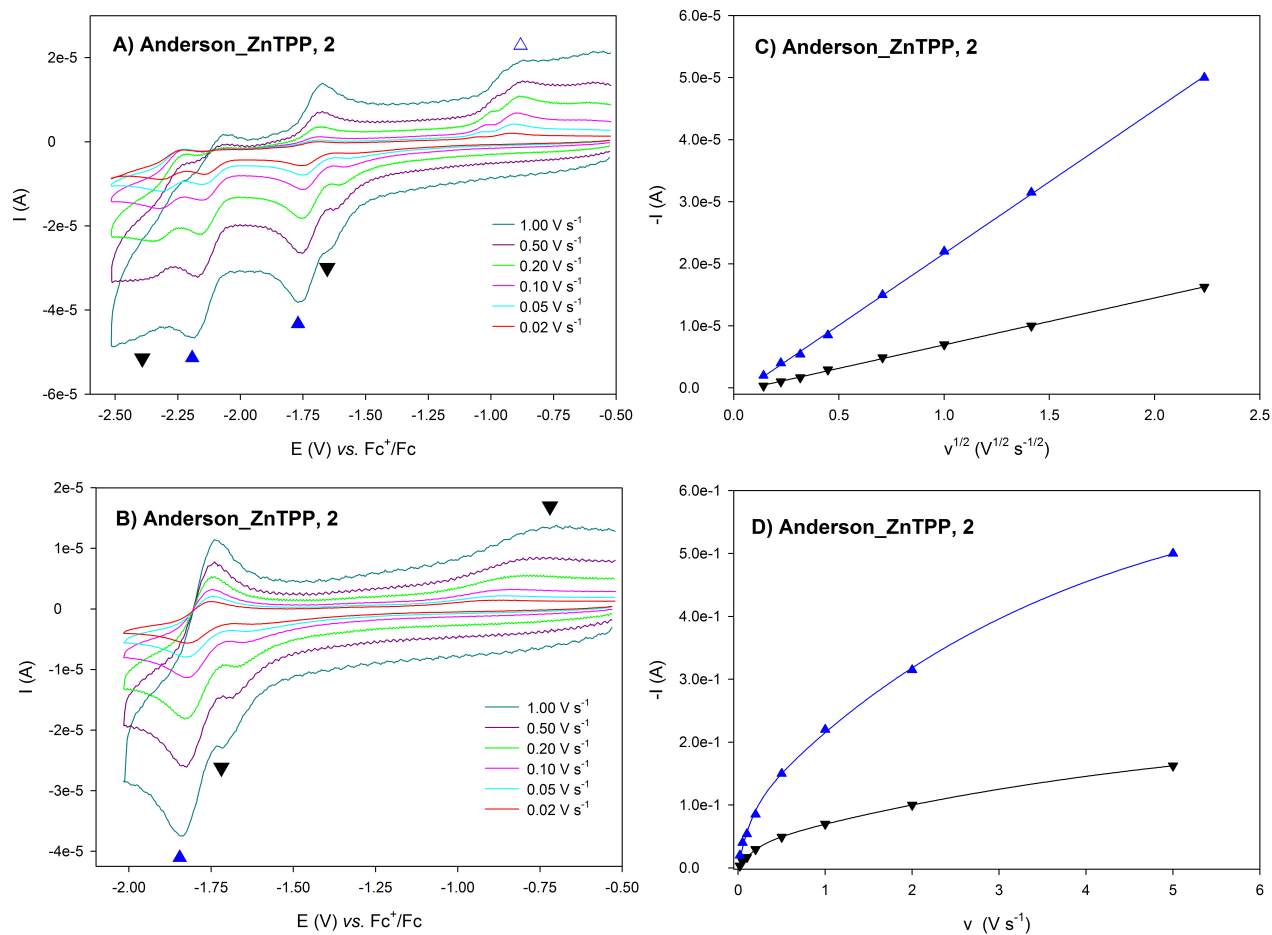 A) Anderson_ZnTPP, 2
2e-5
0
-2e-5
-4e-5
-6e-5
I (A)
1.00 V s⁻¹
0.50 V s⁻¹
0.20 V s⁻¹
0.10 V s⁻¹
0.05 V s⁻¹
0.02 V s⁻¹
-2.50 -2.25 -2.00 -1.75 -1.50 -1.25 -1.00 -0.75 -0.50
E (V) vs. Fc⁺/Fc
C) Anderson_ZnTPP, 2
6.0e-5
5.0e-5
4.0e-5
3.0e-5
2.0e-5
1.0e-5
0.0
-I (A)
0.0 0.5 1.0 1.5 2.0 2.5
v¹/² (V¹/² s⁻¹/²)
B) Anderson_ZnTPP, 2
2e-5
1e-5
0
-1e-5
-2e-5
-3e-5
-4e-5
I (A)
1.00 V s⁻¹
0.50 V s⁻¹
0.20 V s⁻¹
0.10 V s⁻¹
0.05 V s⁻¹
0.02 V s⁻¹
-2.00 -1.75 -1.50 -1.25 -1.00 -0.75 -0.50
E (V) vs. Fc⁺/Fc
D) Anderson_ZnTPP, 2
6.0e-1
5.0e-1
4.0e-1
3.0e-1
2.0e-1
1.0e-1
0.0
-I (A)
0 1 2 3 4 5 6
v (V s⁻¹)